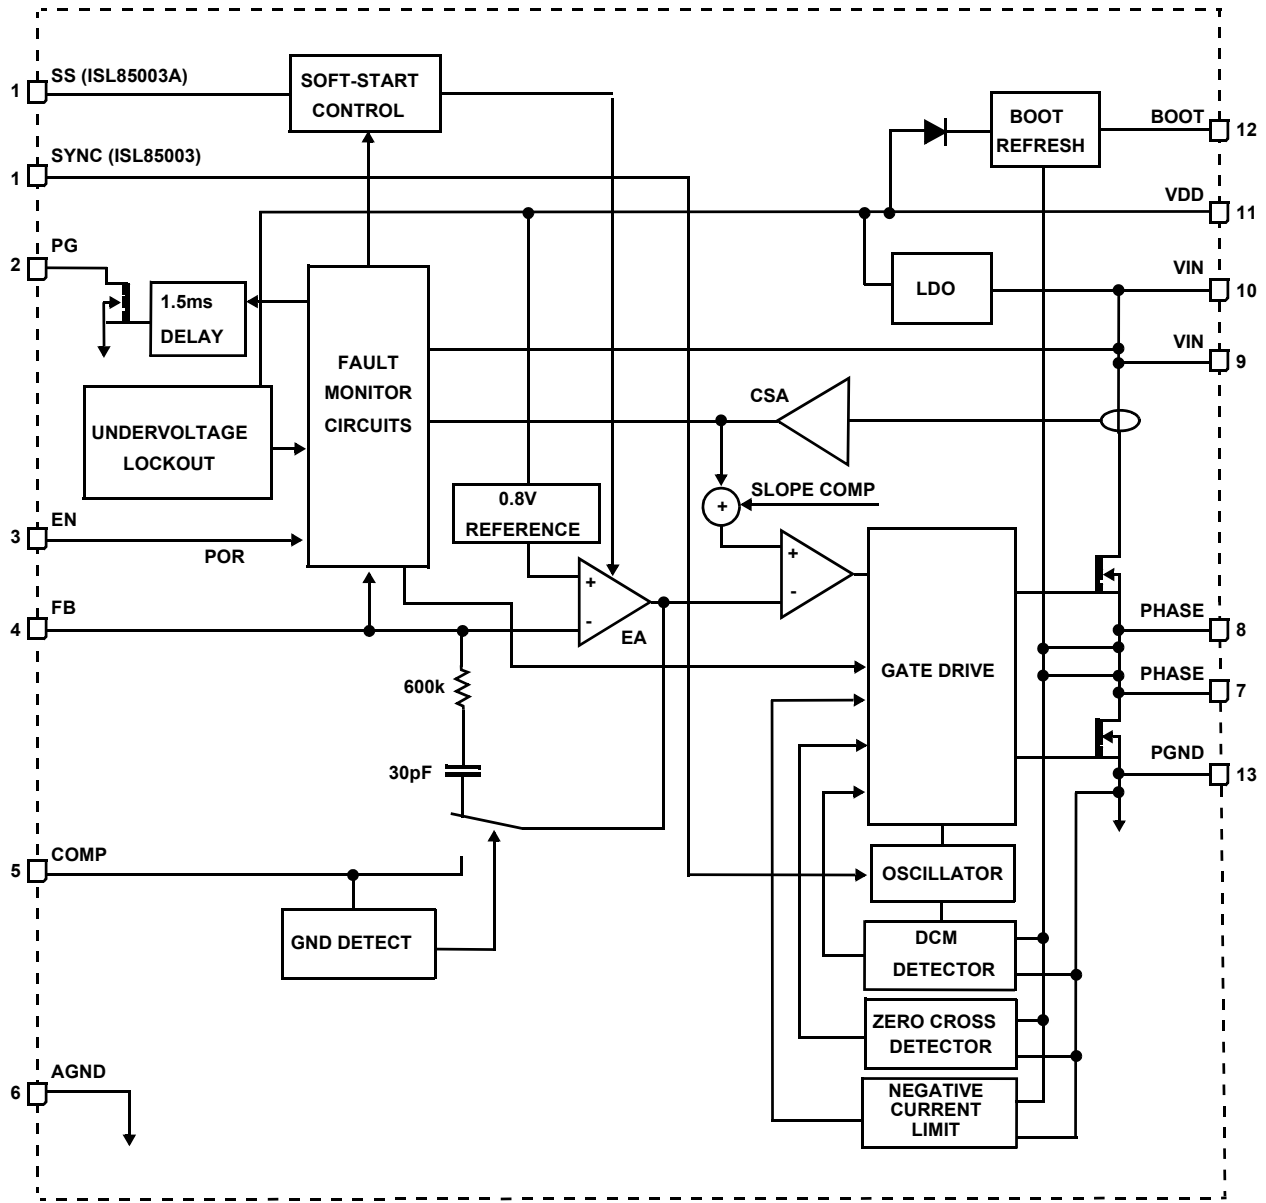 SS (ISL85003A)
1
SOFT-START
CONTROL
SYNC (ISL85003)
1
BOOT
REFRESH
BOOT
12
VDD
11
PG
2
1.5ms
DELAY
LDO
VIN
10
VIN
9
FAULT
MONITOR
CIRCUITS
CSA
UNDERVOLTAGE
LOCKOUT
0.8V
REFERENCE
+
SLOPE COMP
EN
3
POR
+
-
EA
+
-
FB
4
GATE DRIVE
PHASE
8
PHASE
7
600k
30pF
PGND
13
COMP
5
GND DETECT
OSCILLATOR
DCM
DETECTOR
ZERO CROSS
DETECTOR
NEGATIVE
CURRENT
LIMIT
AGND
6